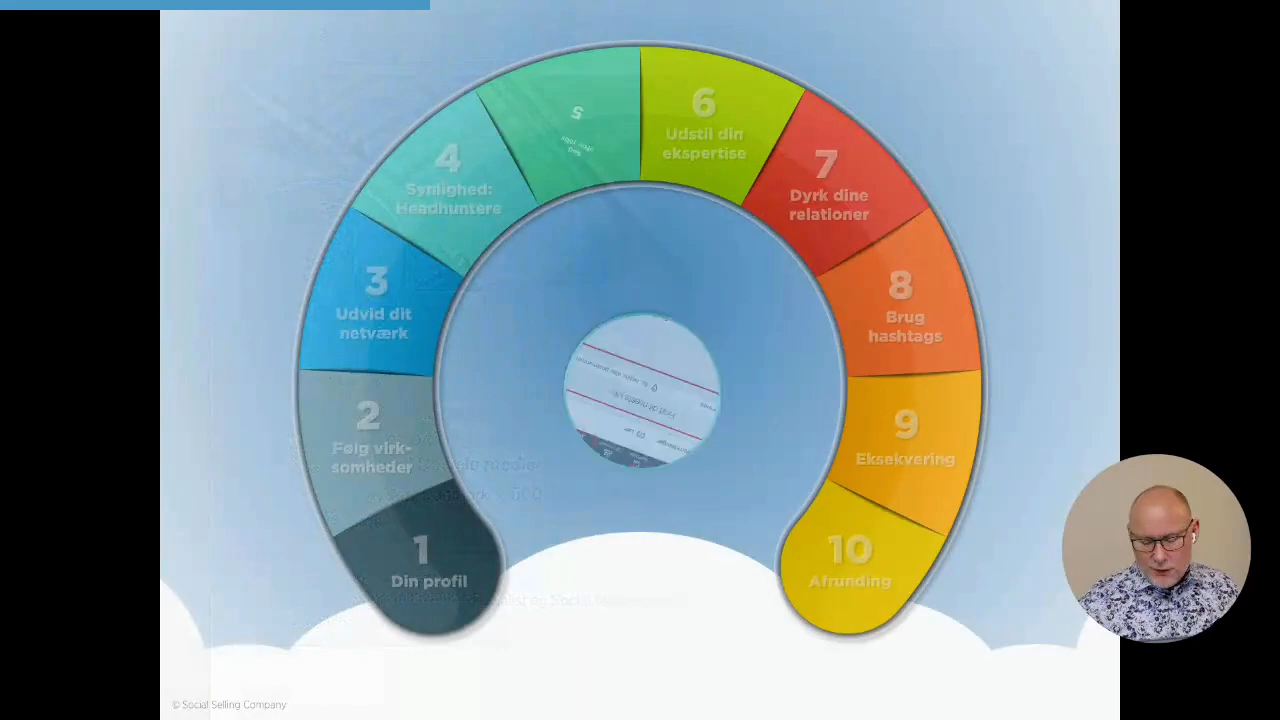 1
Din profil
2
Følg virk-
somheder
3
Udvid dit
netværk
4
Synlighed:
Headhuntere
5
6
Udstil din
ekspertise
7
Dyrk dine
relationer
8
Brug
hashtags
9
Eksekvering
10
Afrunding
© Social Selling Company